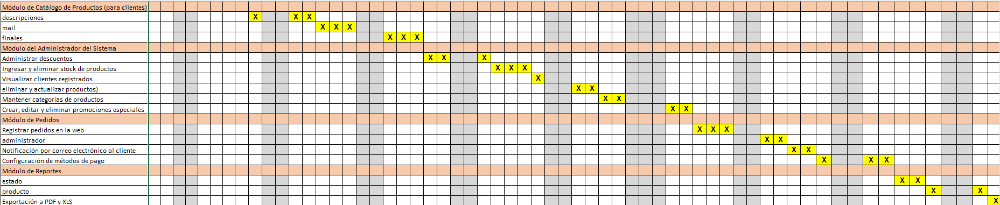 Módulo de Catálogo de Productos (para clientes)
descripciones X X X
mail X X X
finales X X X
Módulo del Administrador del Sistema
Administrar descuentos X X X
Ingresar y eliminar stock de productos X X X
Visualizar clientes registrados X
eliminar y actualizar productos) X X
Mantener categorías de productos X X
Crear, editar y eliminar promociones especiales X X
Módulo de Pedidos
Registrar pedidos en la web X X X
administrador X X
Notificación por correo electrónico al cliente X X
Configuración de métodos de pago X X X
Módulo de Reportes
estado X X
producto X X
Exportación a PDF y XLS X